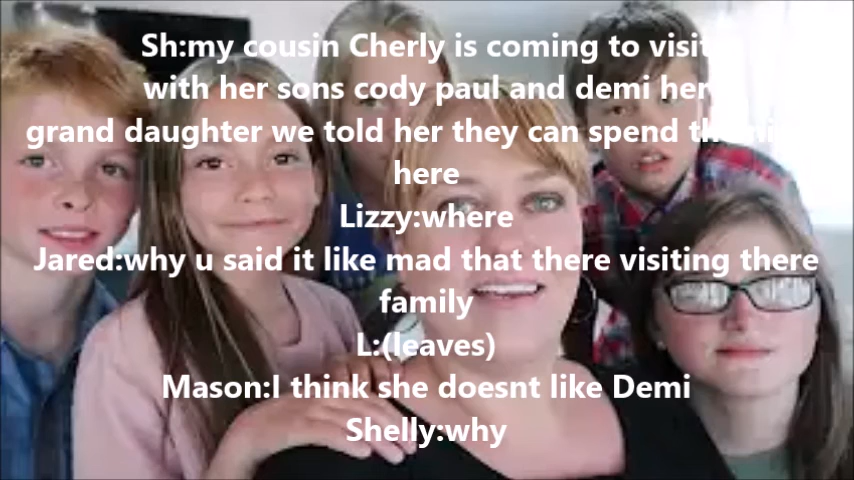 Sh:my cousin Cherly is coming to visit
with her sons cody paul and demi her
grand daughter we told her they can spend
here
Lizzy:where
Jared:why u said it like mad that there visiting there
family
L:(leaves)
Mason:I think she doesnt like Demi
Shelly:why